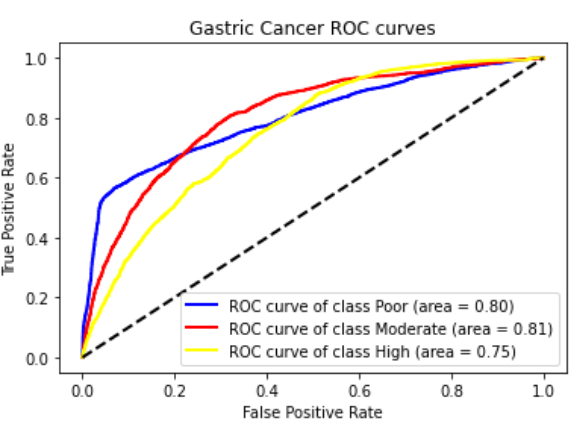 Gastric Cancer ROC curves
1.0
0.8
0.6
0.4
0.2
0.0
True Positive Rate
ROC curve of class Poor (area = 0.80)
ROC curve of class Moderate (area = 0.81)
ROC curve of class High (area = 0.75)
0.0 0.2 0.4 0.6 0.8 1.0
False Positive Rate